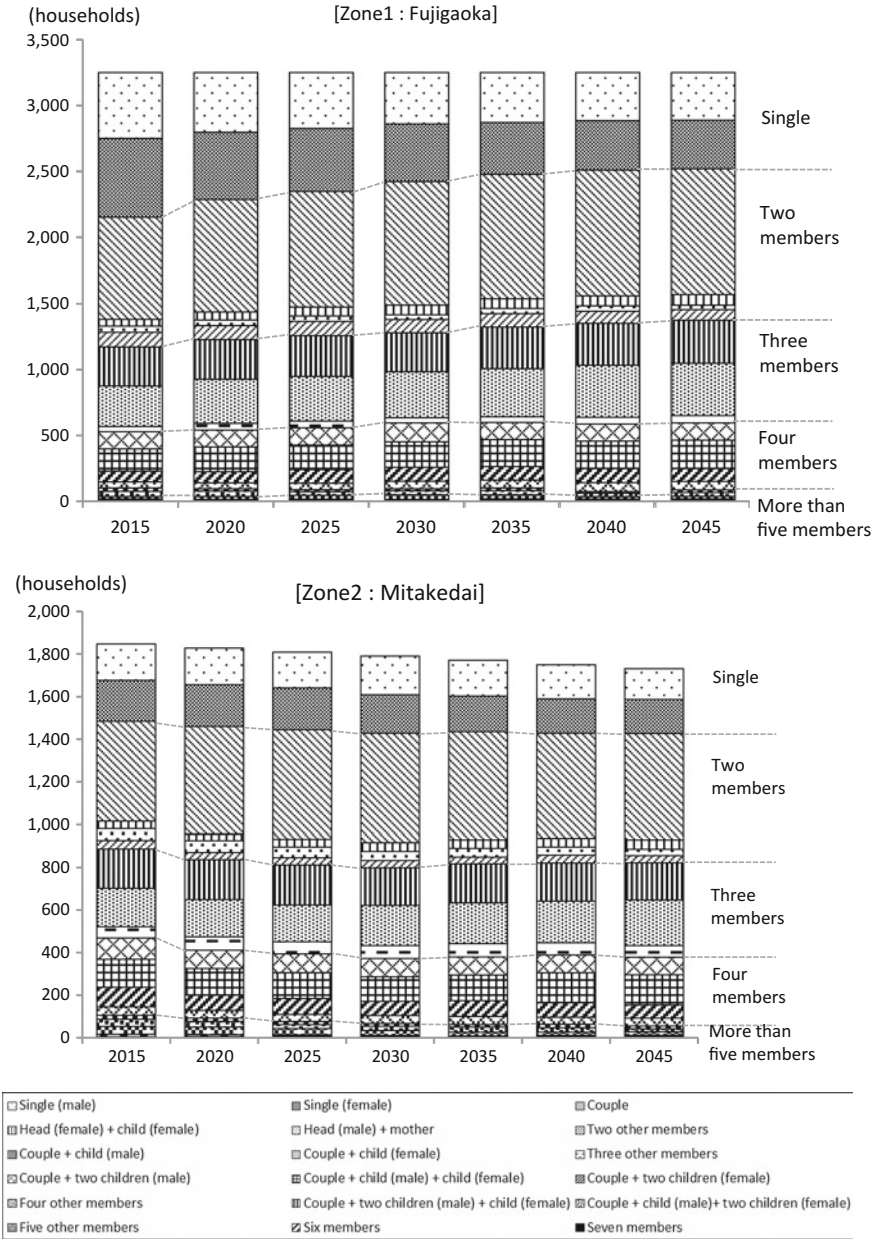 (households)
[Zone1 : Fujigaoka]
3,500
3,000
2,500
2,000
1,500
1,000
500
0
2015 2020 2025 2030 2035 2040 2045
Single
Two
members
Three
members
Four
members
More than
five members
(households)
[Zone2 : Mitakedai]
2,000
1,800
1,600
1,400
1,200
1,000
800
600
400
200
0
2015 2020 2025 2030 2035 2040 2045
Single
Two
members
Three
members
Four
members
More than
five members
Single (male) Single (female) Couple
Head (female) + child (female) Head (male) + mother Two other members
Couple + child (male) Couple + child (female) Three other members
Couple + two children (male) Couple + child (male) + child (female) Couple + two children (female)
Four other members Couple + two children (male) + child (female) Couple + child (male)+ two children (female)
Five other members Six members Seven members